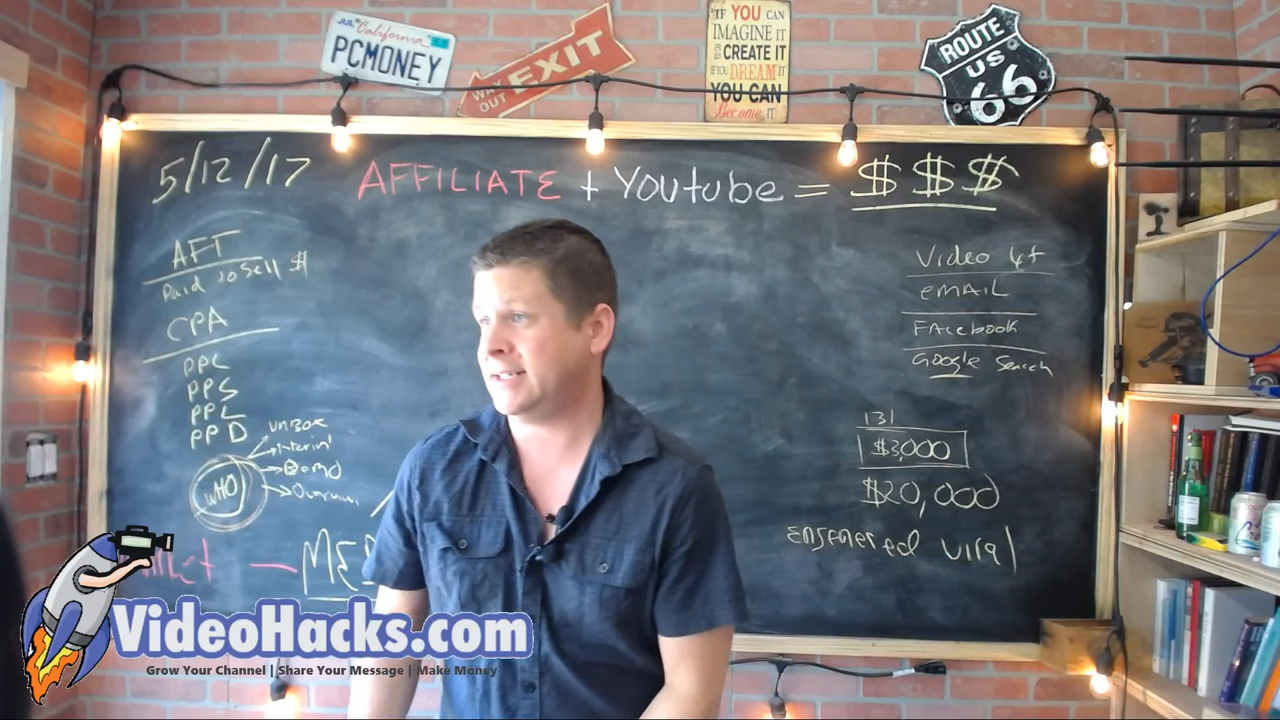 JUL California
PCMONEY
WAY OUT EXIT
IF YOU CAN
IMAGINE IT
CREATE IT
IF YOU DREAM IT
YOU CAN
Become IT
ROUTE
US
66
5/12/17
AFFILIATE + Youtube = $$$
AFT
Paid to Sell $
CPA
PPC
PPS
PPL
PPD
UNBOX
WHO
Video
EMAIL
FAcebook
Google Search
131
$3,000
$20,000
viral
VideoHacks.com
Grow Your Channel | Share Your Message | Make Money